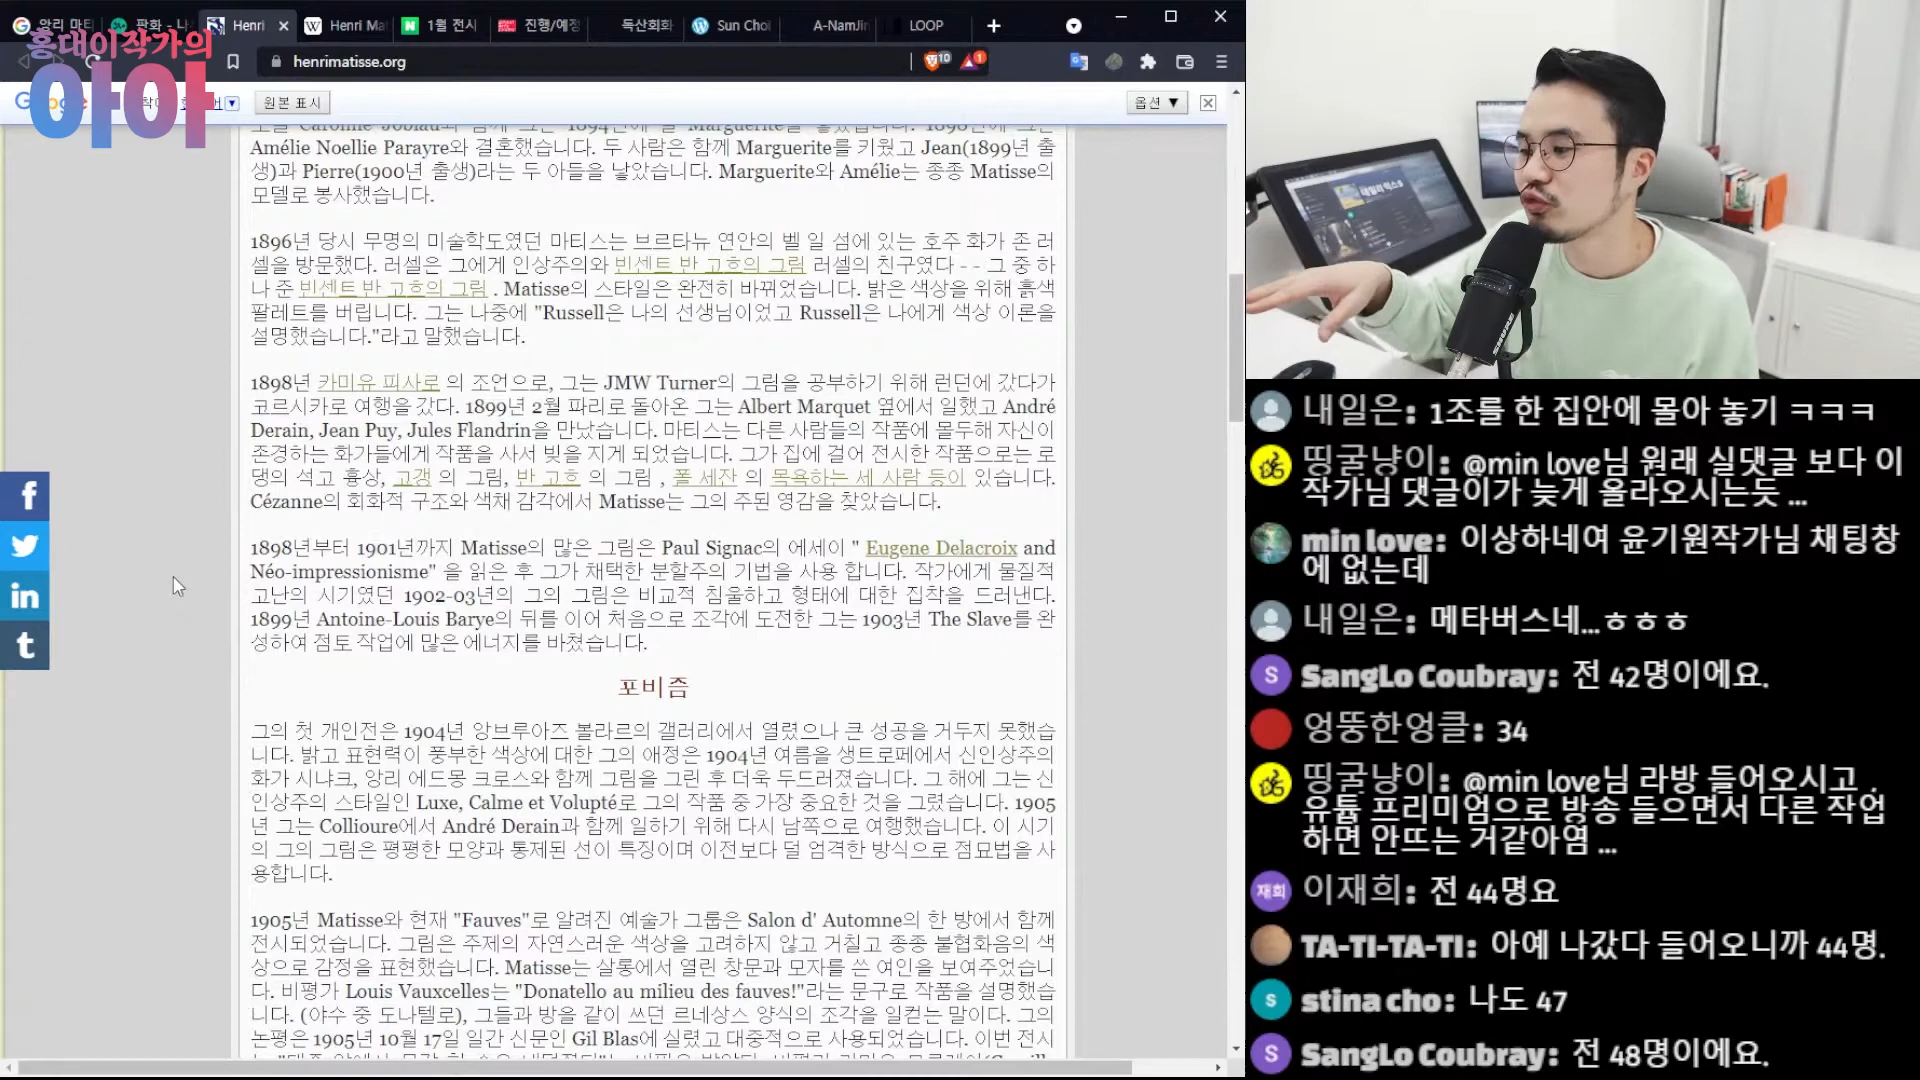 앙리 마티
판화 - 나
Henri
Henri Mat
1월 전시
진행/예정
독산회화
Sun Choi
A-NamJin
LOOP
홍대이작가의
아아
henrimatisse.org
10
1
원본 표시
옵션 ▼
Amélie Noellie Parayre와 결혼했습니다. 두 사람은 함께 Marguerite를 키웠고 Jean(1899년 출
생)과 Pierre(1900년 출생)라는 두 아들을 낳았습니다. Marguerite와 Amélie는 종종 Matisse의
모델로 봉사했습니다.
1896년 당시 무명의 미술학도였던 마티스는 브르타뉴 연안의 벨 일 섬에 있는 호주 화가 존 러
셀을 방문했다. 러셀은 그에게 인상주의와 빈센트 반 고흐의 그림 러셀의 친구였다 - - 그 중 하
나 준 빈센트 반 고흐의 그림 . Matisse의 스타일은 완전히 바뀌었습니다. 밝은 색상을 위해 흙색
팔레트를 버립니다. 그는 나중에 "Russell은 나의 선생님이었고 Russell은 나에게 색상 이론을
설명했습니다."라고 말했습니다.
1898년 카미유 피사로 의 조언으로, 그는 JMW Turner의 그림을 공부하기 위해 런던에 갔다가
코르시카로 여행을 갔다. 1899년 2월 파리로 돌아온 그는 Albert Marquet 옆에서 일했고 André
Derain, Jean Puy, Jules Flandrin을 만났습니다. 마티스는 다른 사람들의 작품에 몰두해 자신이
존경하는 화가들에게 작품을 사서 빚을 지게 되었습니다. 그가 집에 걸어 전시한 작품으로는 로
댕의 석고 흉상, 고갱 의 그림, 반 고흐 의 그림 , 폴 세잔 의 목욕하는 세 사람 등이 있습니다.
Cézanne의 회화적 구조와 색채 감각에서 Matisse는 그의 주된 영감을 찾았습니다.
1898년부터 1901년까지 Matisse의 많은 그림은 Paul Signac의 에세이 " Eugene Delacroix and
Néo-impressionisme" 을 읽은 후 그가 채택한 분할주의 기법을 사용 합니다. 작가에게 물질적
고난의 시기였던 1902-03년의 그의 그림은 비교적 침울하고 형태에 대한 집착을 드러낸다.
1899년 Antoine-Louis Barye의 뒤를 이어 처음으로 조각에 도전한 그는 1903년 The Slave를 완
성하여 점토 작업에 많은 에너지를 바쳤습니다.
포비즘
그의 첫 개인전은 1904년 앙브루아즈 볼라르의 갤러리에서 열렸으나 큰 성공을 거두지 못했습
니다. 밝고 표현력이 풍부한 색상에 대한 그의 애정은 1904년 여름을 생트로페에서 신인상주의
화가 시냐크, 앙리 에드몽 크로스와 함께 그림을 그린 후 더욱 두드러졌습니다. 그 해에 그는 신
인상주의 스타일인 Luxe, Calme et Volupté로 그의 작품 중 가장 중요한 것을 그렸습니다. 1905
년 그는 Collioure에서 André Derain과 함께 일하기 위해 다시 남쪽으로 여행했습니다. 이 시기
의 그의 그림은 평평한 모양과 통제된 선이 특징이며 이전보다 덜 엄격한 방식으로 점묘법을 사
용합니다.
1905년 Matisse와 현재 "Fauves"로 알려진 예술가 그룹은 Salon d' Automne의 한 방에서 함께
전시되었습니다. 그림은 주제의 자연스러운 색상을 고려하지 않고 거칠고 종종 불협화음의 색
상으로 감정을 표현했습니다. Matisse는 살롱에서 열린 창문과 모자를 쓴 여인을 보여주었습니
다. 비평가 Louis Vauxcelles는 "Donatello au milieu des fauves!"라는 문구로 작품을 설명했습
니다. (야수 중 도나텔로), 그들과 방을 같이 쓰던 르네상스 양식의 조각을 일컫는 말이다. 그의
논평은 1905년 10월 17일 일간 신문인 Gil Blas에 실렸고 대중적으로 사용되었습니다. 이번 전시
내일은: 1조를 한 집안에 몰아 놓기 ㅋㅋㅋ
띵굴냥이: @min love님 원래 실댓글 보다 이
작가님 댓글이가 늦게 올라오시는듯 ...
min love: 이상하네여 윤기원작가님 채팅창
에 없는데
내일은: 메타버스네...ㅎㅎㅎ
SangLo Coubray: 전 42명이에요.
엉뚱한엉클: 34
띵굴냥이: @min love님 라방 들어오시고 .
유튭 프리미엄으로 방송 들으면서 다른 작업
하면 안뜨는 거같아염 ...
재희
이재희: 전 44명요
TA-TI-TA-TI: 아예 나갔다 들어오니까 44명.
stina cho: 나도 47
SangLo Coubray: 전 48명이에요.